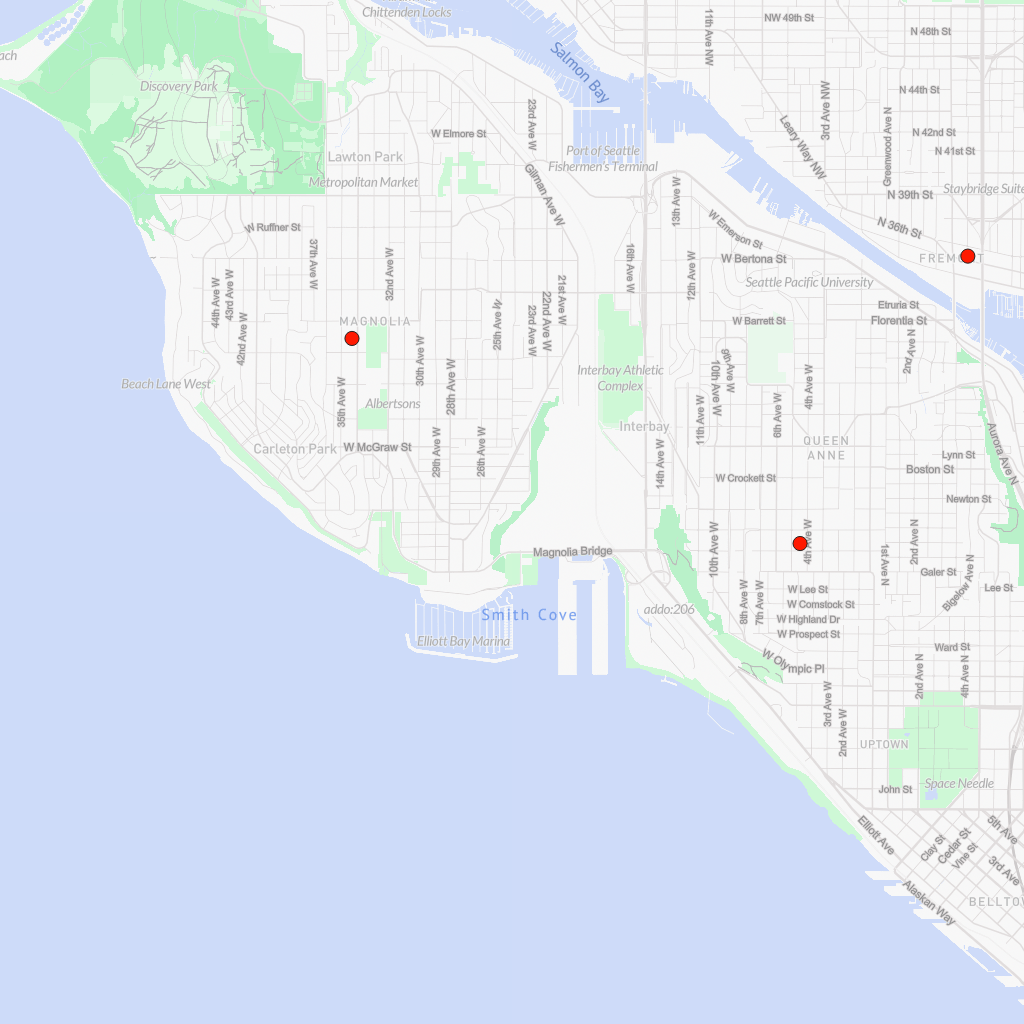 Chittenden Locks
11th Ave NW
NW 49th St
N 48th St
Salmon Bay
ach
Discovery Park
N 44th St
3rd Ave NW
Greenwood Ave N
23rd Ave W
W Elmore St
Leary Way NW
N 42nd St
Lawton Park
Port of Seattle
Fishermen's Terminal
N 41st St
Metropolitan Market
Gilman Ave W
13th Ave W
N 39th St
Staybridge Suite
W Ruffner St
37th Ave W
W Emerson St
N 36th St
32nd Ave W
16th Ave W
W Bertona St
FREMONT
44th Ave W
43rd Ave W
12th Ave W
Seattle Pacific University
21st Ave W
22nd Ave W
23rd Ave W
25th Ave W
Etruria St
MAGNOLIA
W Barrett St
Florentia St
42nd Ave W
30th Ave W
2nd Ave N
Beach Lane West
Interbay Athletic
Complex
9th Ave W
10th Ave W
4th Ave W
35th Ave W
Albertsons
28th Ave W
11th Ave W
6th Ave W
Interbay
Aurora Ave N
Carleton Park
W McGraw St
29th Ave W
26th Ave W
14th Ave W
QUEEN
ANNE
Lynn St
Boston St
W Crockett St
Newton St
Magnolia Bridge
10th Ave W
4th Ave W
1st Ave N
2nd Ave N
Galer St
Bigelow Ave N
Lee St
Smith Cove
addo:206
8th Ave W
7th Ave W
W Lee St
W Comstock St
W Highland Dr
W Prospect St
Elliott Bay Marina
W Olympic Pl
Ward St
2nd Ave N
4th Ave N
3rd Ave W
2nd Ave W
UPTOWN
Space Needle
John St
Elliott Ave
Clay St
Cedar St
Vine St
5th Ave
3rd Ave
Alaskan Way
BELLTOW